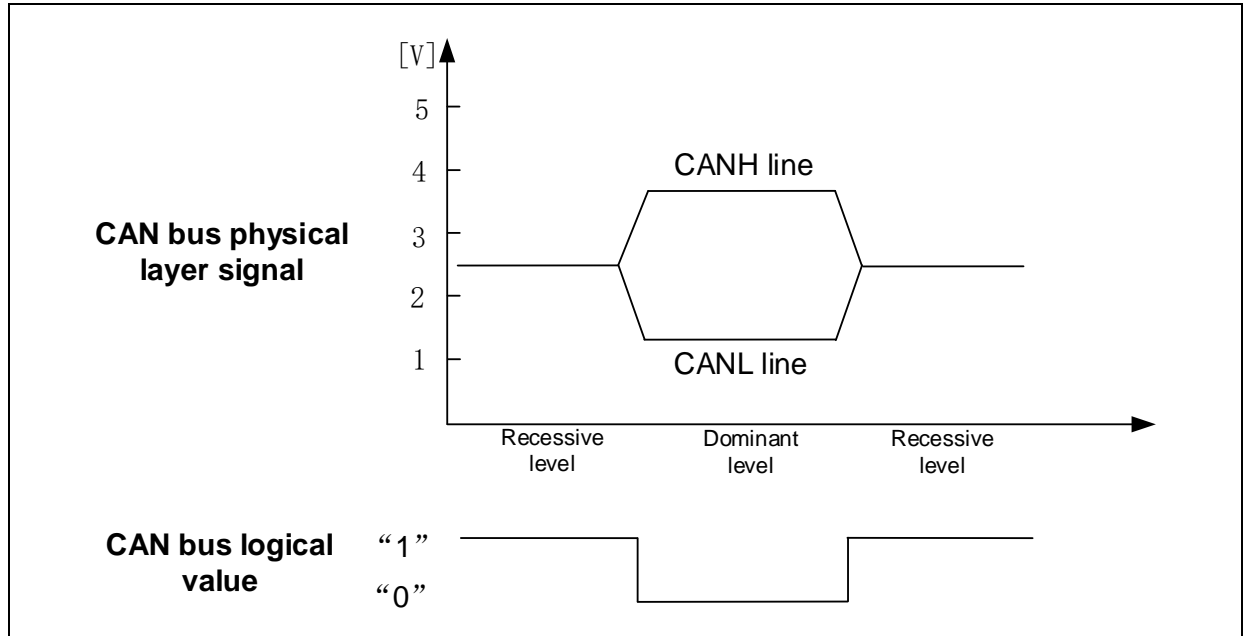 [V]
5
4
3
2
1
CANH line
CANL line
CAN bus physical
layer signal
Recessive
level
Dominant
level
Recessive
level
CAN bus logical
value
“1”
“0”